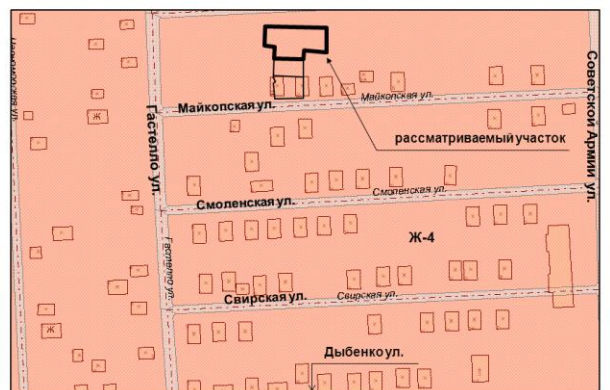 Майкопская ул.
Майкопская ул.
рассматриваемый участок
Советской Армии ул.
Гастелло ул.
Ж
Смоленская ул.
Смоленская ул.
Ж-4
Гастелло ул.
Свирская ул.
Свирская ул.
Ж
Дыбенко ул.